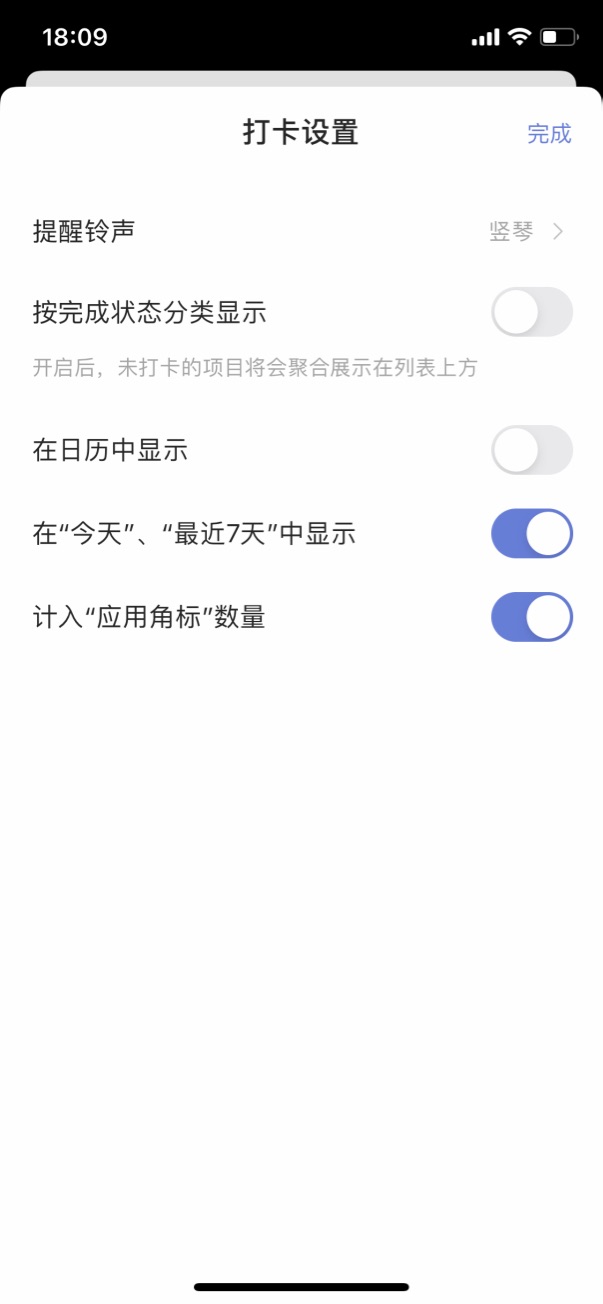 18:09
打卡设置
完成
提醒铃声
竖琴
按完成状态分类显示
开启后，未打卡的项目将会聚合展示在列表上方
在日历中显示
在“今天”、“最近7天”中显示
计入“应用角标”数量